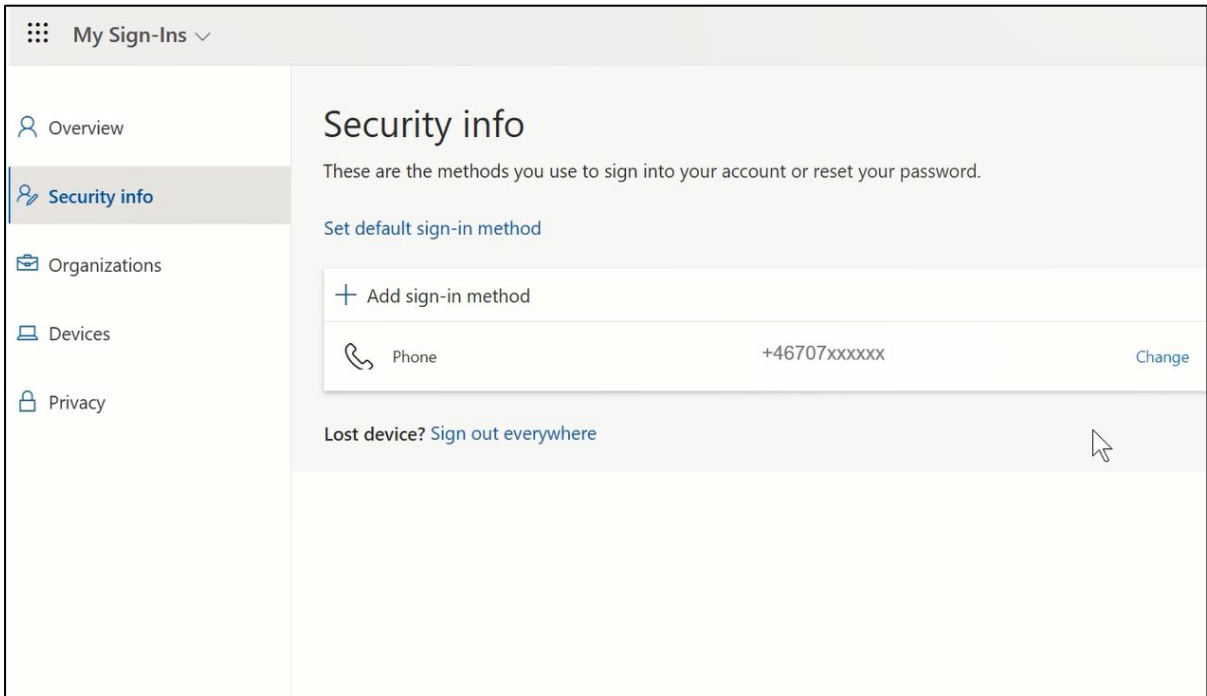 My Sign-Ins
Overview
Security info
Organizations
Devices
Privacy
Security info
These are the methods you use to sign into your account or reset your password.
Set default sign-in method
Add sign-in method
Phone +46707xxxxxx Change
Lost device? Sign out everywhere